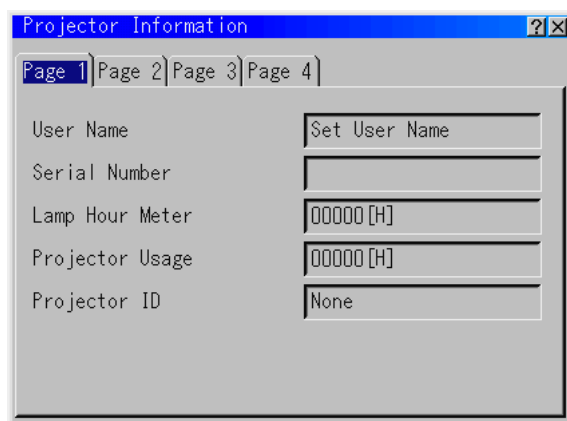 Projector Information ? ×
Page 1 Page 2 Page 3 Page 4
User Name Set User Name
Serial Number
Lamp Hour Meter 00000[H]
Projector Usage 00000[H]
Projector ID None